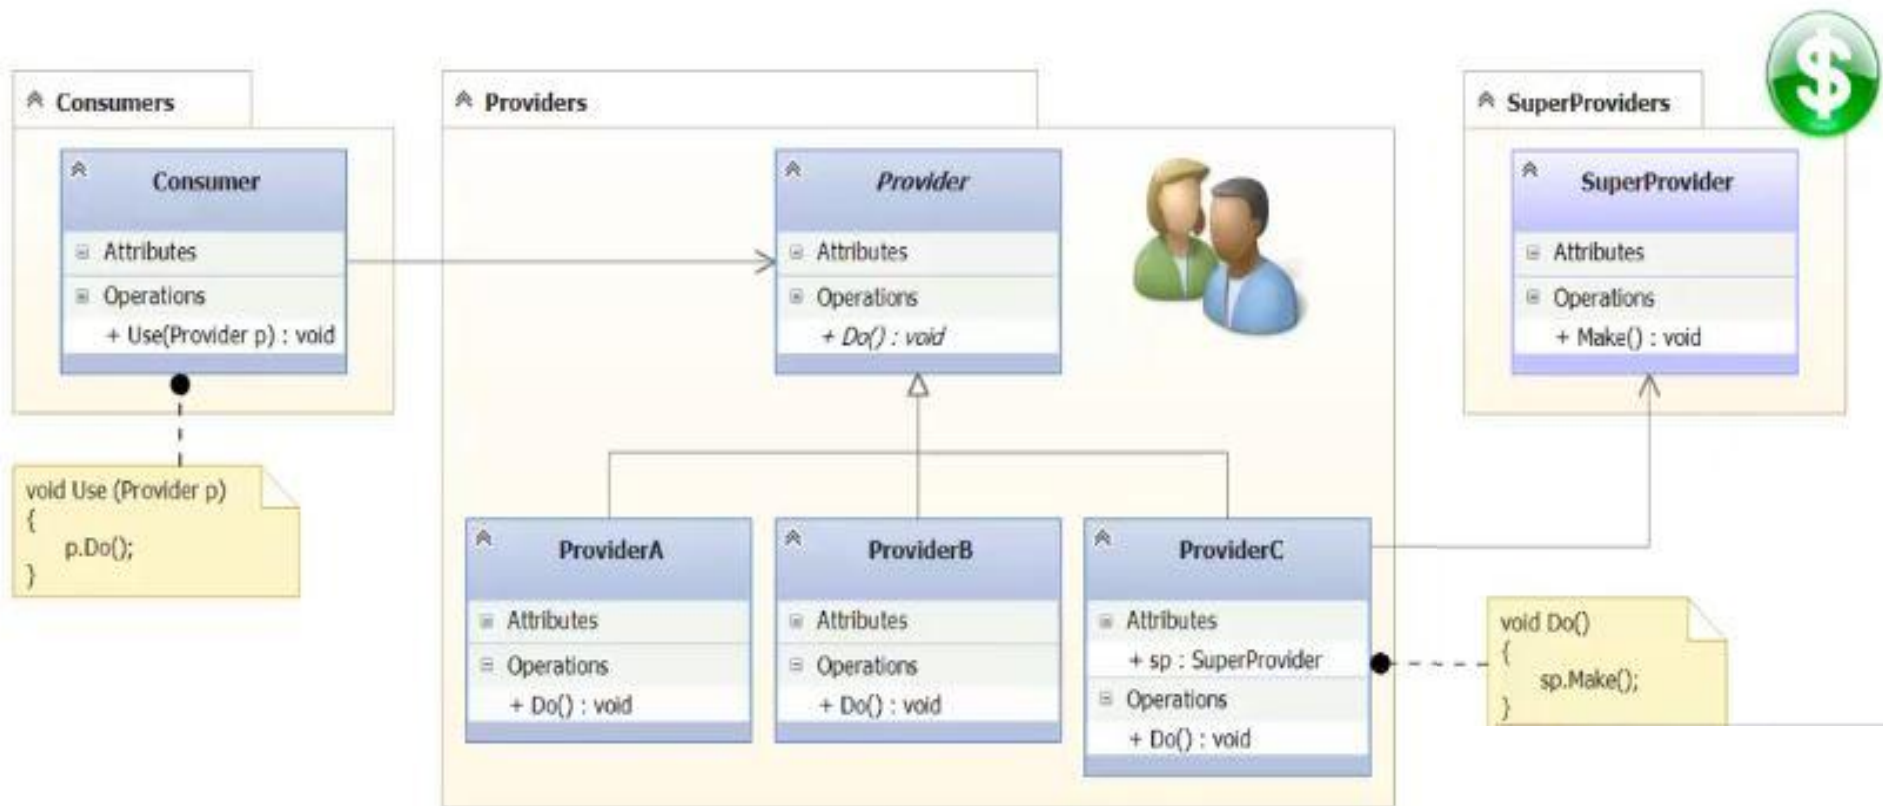 Consumers
Consumer
Attributes
Operations
+ Use(Provider p) : void
void Use (Provider p)
{
p.Do();
}
Providers
Provider
Attributes
Operations
+ Do() : void
ProviderA
Attributes
Operations
+ Do() : void
ProviderB
Attributes
Operations
+ Do() : void
ProviderC
Attributes
+ sp : SuperProvider
Operations
+ Do() : void
SuperProviders
$
SuperProvider
Attributes
Operations
+ Make() : void
void Do()
{
sp.Make();
}